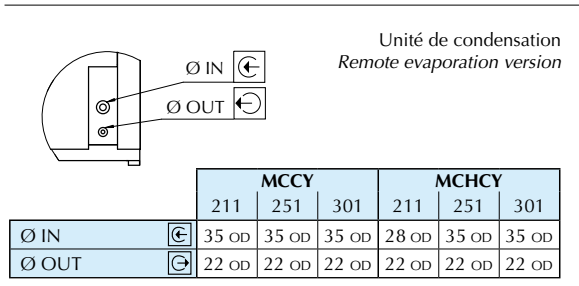 Unité de condensation
Remote evaporation version
Ø IN
Ø OUT
MCCY MCHCY
211 251 301 211 251 301
Ø IN 35 OD 35 OD 35 OD 28 OD 35 OD 35 OD
Ø OUT 22 OD 22 OD 22 OD 22 OD 22 OD 22 OD